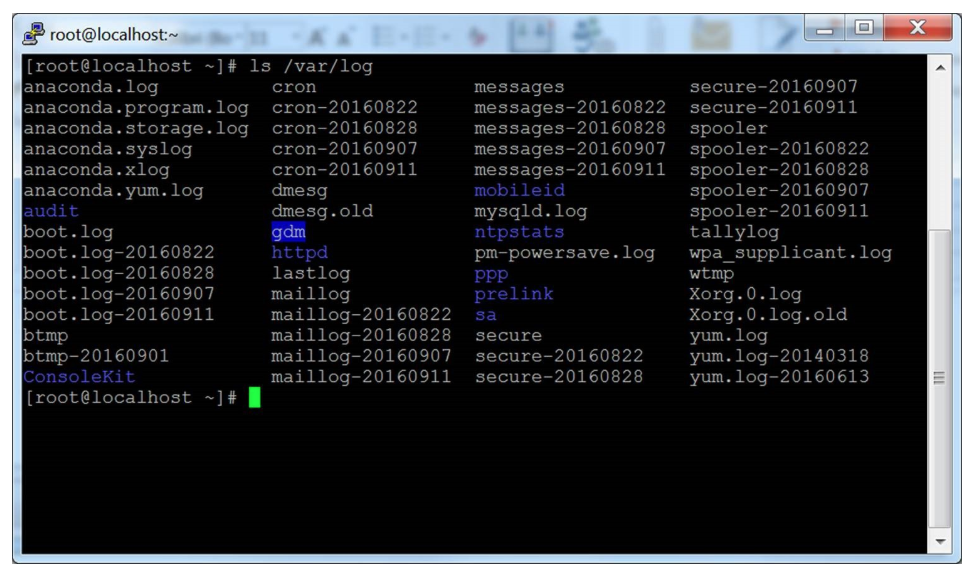 root@localhost:~
[root@localhost ~]# ls /var/log
anaconda.log cron messages secure-20160907
anaconda.program.log cron-20160822 messages-20160822 secure-20160911
anaconda.storage.log cron-20160828 messages-20160828 spooler
anaconda.syslog cron-20160907 messages-20160907 spooler-20160822
anaconda.xlog cron-20160911 messages-20160911 spooler-20160828
anaconda.yum.log dmesg mobileid spooler-20160907
audit dmesg.old mysqld.log spooler-20160911
boot.log gdm ntpstats tallylog
boot.log-20160822 httpd pm-powersave.log wpa_supplicant.log
boot.log-20160828 lastlog ppp wtmp
boot.log-20160907 maillog prelink Xorg.0.log
boot.log-20160911 maillog-20160822 sa Xorg.0.log.old
btmp maillog-20160828 secure yum.log
btmp-20160901 maillog-20160907 secure-20160822 yum.log-20140318
ConsoleKit maillog-20160911 secure-20160828 yum.log-20160613
[root@localhost ~]#